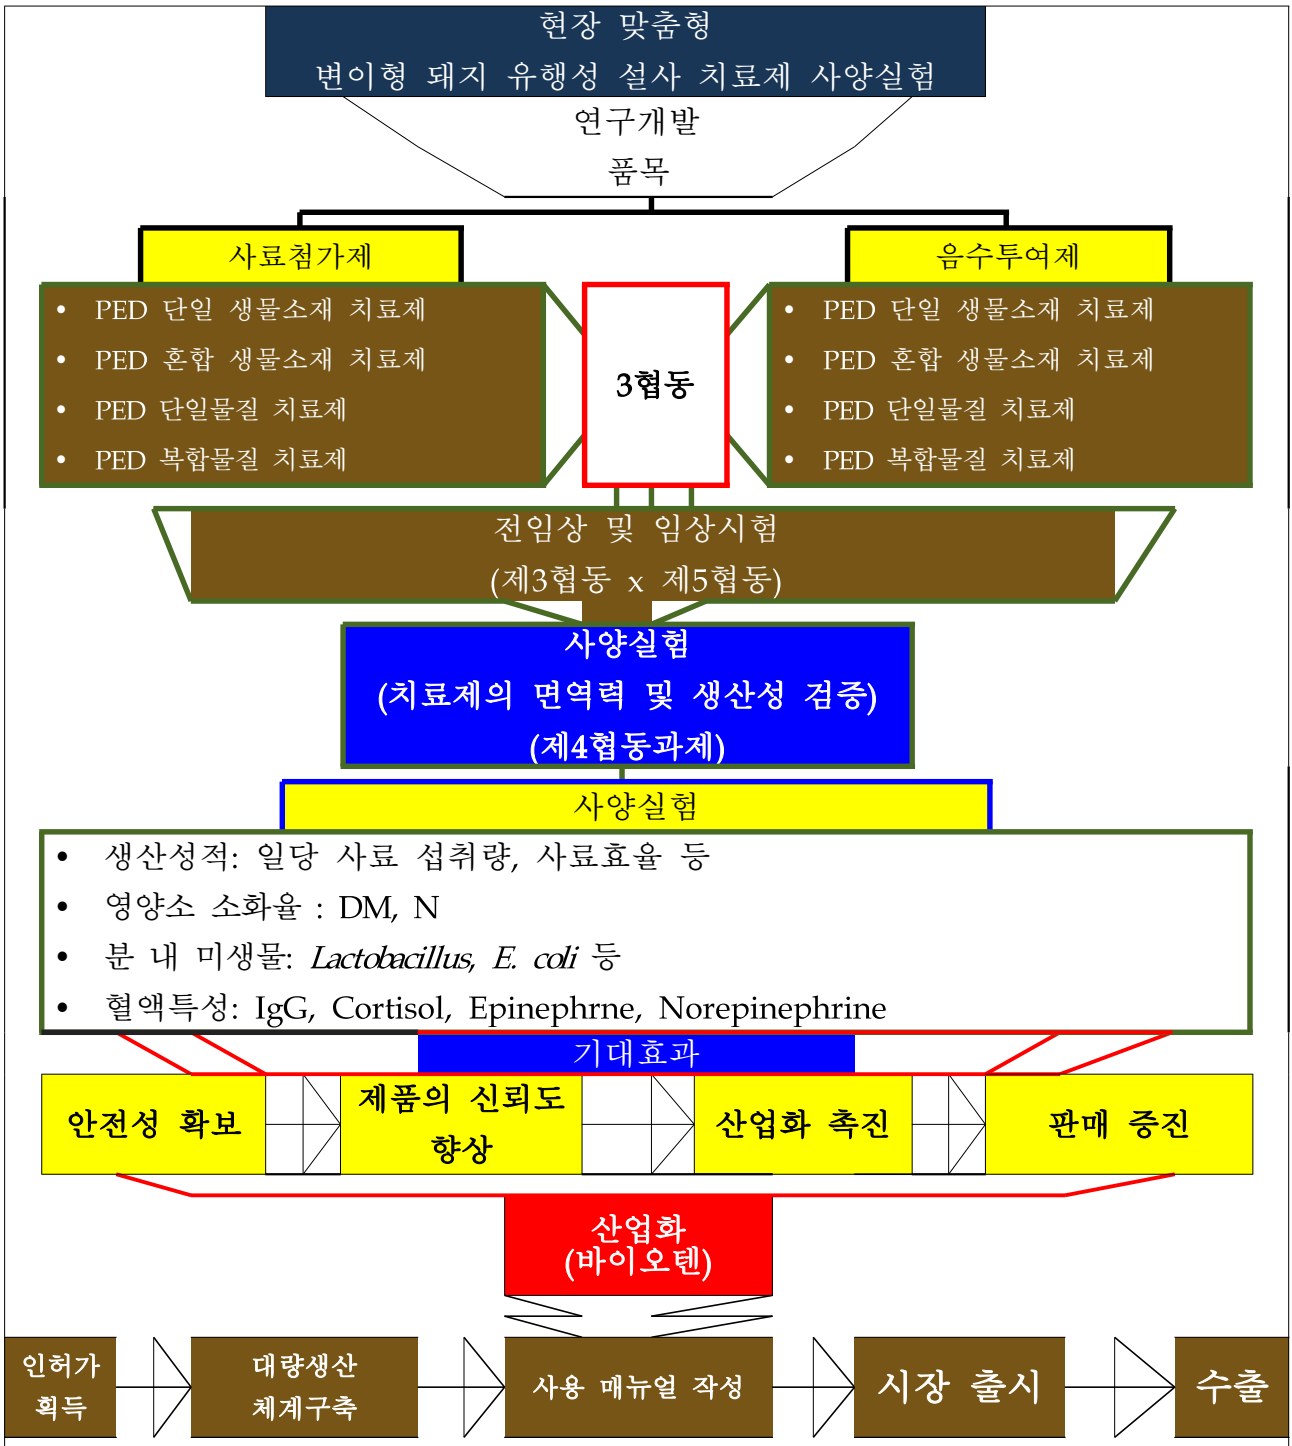 현장 맞춤형
변이형 돼지 유행성 설사 치료제 사양실험
연구개발
품목
사료첨가제
음수투여제
• PED 단일 생물소재 치료제
• PED 혼합 생물소재 치료제
• PED 단일물질 치료제
• PED 복합물질 치료제
3협동
• PED 단일 생물소재 치료제
• PED 혼합 생물소재 치료제
• PED 단일물질 치료제
• PED 복합물질 치료제
전임상 및 임상시험
(제3협동 x 제5협동)
사양실험
(치료제의 면역력 및 생산성 검증)
(제4협동과제)
사양실험
• 생산성적: 일당 사료 섭취량, 사료효율 등
• 영양소 소화율 : DM, N
• 분 내 미생물: Lactobacillus, E. coli 등
• 혈액특성: IgG, Cortisol, Epinephrne, Norepinephrine
기대효과
안전성 확보
제품의 신뢰도
향상
산업화 촉진
판매 증진
산업화
(바이오텐)
인허가
획득
대량생산
체계구축
사용 매뉴얼 작성
시장 출시
수출